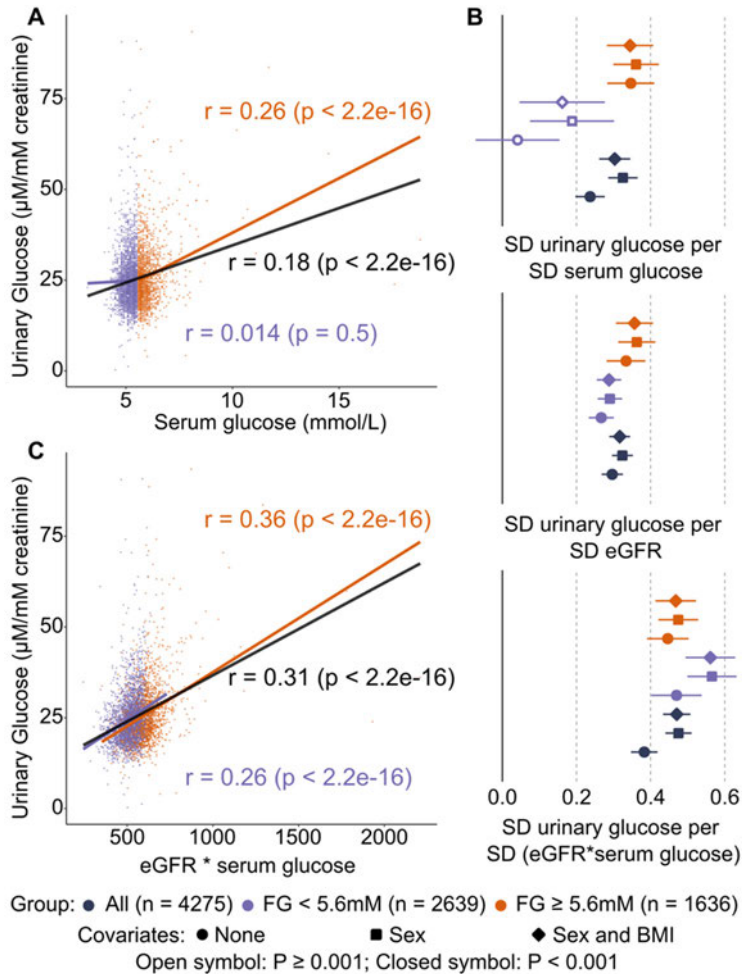 A
Urinary Glucose (µM/mM creatinine)
75
50
25
0
r = 0.26 (p < 2.2e-16)
r = 0.18 (p < 2.2e-16)
r = 0.014 (p = 0.5)
5
10
15
Serum glucose (mmol/L)
B
SD urinary glucose per
SD serum glucose
SD urinary glucose per
SD eGFR
0.0
0.2
0.4
0.6
SD urinary glucose per
SD (eGFR*serum glucose)
C
Urinary Glucose (µM/mM creatinine)
75
50
25
0
r = 0.36 (p < 2.2e-16)
r = 0.31 (p < 2.2e-16)
r = 0.26 (p < 2.2e-16)
500
1000
1500
2000
eGFR * serum glucose
Group: All (n = 4275) FG < 5.6mM (n = 2639) FG ≥ 5.6mM (n = 1636)
Covariates: None Sex Sex and BMI
Open symbol: P ≥ 0.001; Closed symbol: P < 0.001